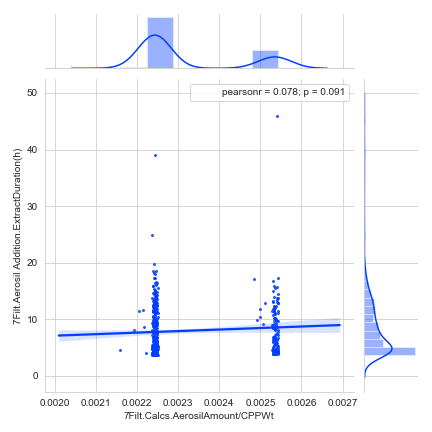 pearsonr = 0.078; p = 0.091
50
40
30
20
10
0
7Filt.Aerosil Addition.ExtractDuration(h)
0.0020 0.0021 0.0022 0.0023 0.0024 0.0025 0.0026 0.0027
7Filt.Calcs.AerosilAmount/CPPWt